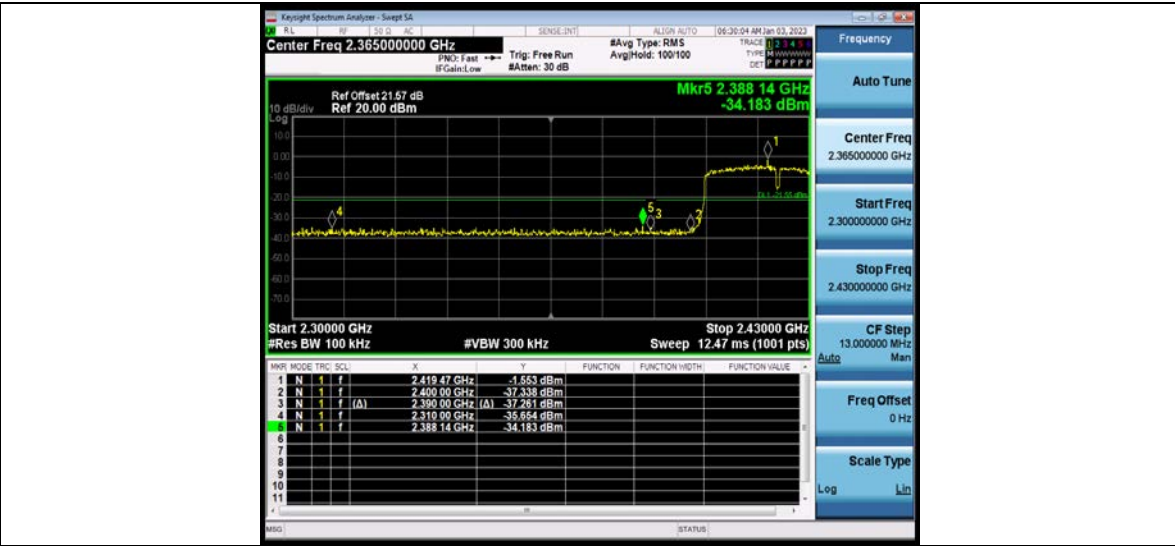 Keysight Spectrum Analyzer - Swept SA
RL RF 50 Ω AC SENSE:INT ALIGN AUTO 06:30:04 AM Jan 03, 2023
Center Freq 2.365000000 GHz
PNO: Fast
IFGain:Low
Trig: Free Run
#Atten: 30 dB
#Avg Type: RMS
Avg|Hold: 100/100
TRACE 1 2 3 4 5 6
TYPE M W W W W W
DET P P P P P P
Mkr5 2.388 14 GHz
-34.183 dBm
Ref Offset 21.57 dB
Ref 20.00 dBm
10 dB/div
Log
10.0
0.00
-10.0
-20.0
-30.0
-40.0
-50.0
-60.0
-70.0
1
DL1 -21.55 dBm
4
5
3
2
Start 2.30000 GHz Stop 2.43000 GHz
#Res BW 100 kHz #VBW 300 kHz Sweep 12.47 ms (1001 pts)
MKR MODE TRC SCL X Y FUNCTION FUNCTION WIDTH FUNCTION VALUE
1 N 1 f 2.419 47 GHz -1.553 dBm
2 N 1 f 2.400 00 GHz -37.338 dBm
3 N 1 f (Δ) 2.390 00 GHz (Δ) -37.261 dBm
4 N 1 f 2.310 00 GHz -35.654 dBm
5 N 1 f 2.388 14 GHz -34.183 dBm
6
7
8
9
10
11
MSG STATUS
Frequency
Auto Tune
Center Freq
2.365000000 GHz
Start Freq
2.300000000 GHz
Stop Freq
2.430000000 GHz
CF Step
13.000000 MHz
Auto Man
Freq Offset
0 Hz
Scale Type
Log Lin